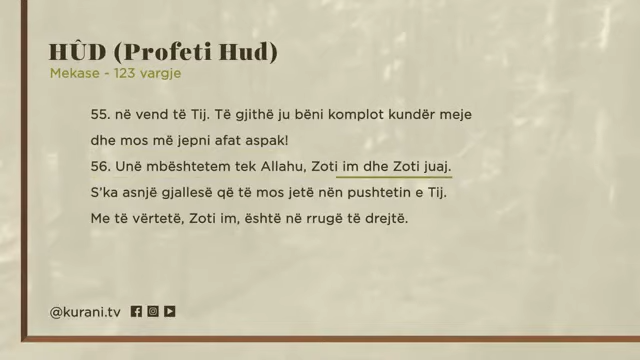 HÛD (Profeti Hud)
Mekase - 123 vargje
55. në vend të Tij. Të gjithë ju bëni komplot kundër meje
dhe mos më jepni afat aspak!
56. Unë mbështetem tek Allahu, Zoti im dhe Zoti juaj.
S'ka asnjë gjallesë që të mos jetë nën pushtetin e Tij.
Me të vërtetë, Zoti im, është në rrugë të drejtë.
@kurani.tv